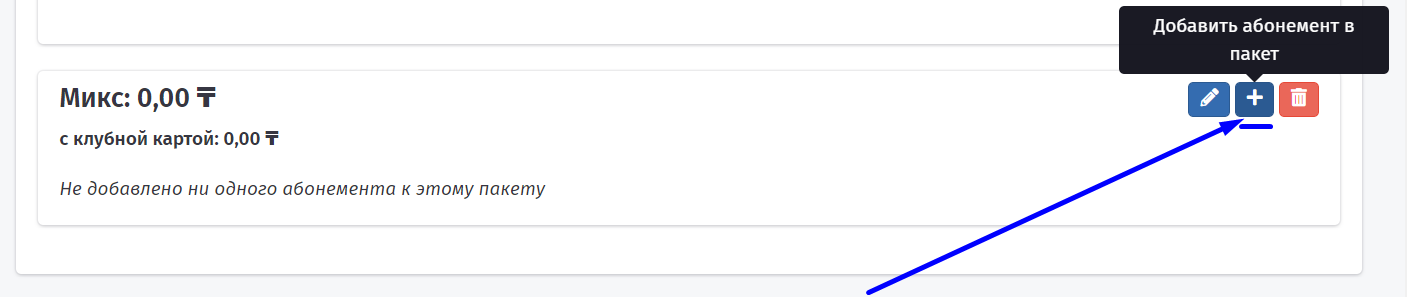 Добавить абонемент в
пакет
Микс: 0,00 ₸
с клубной картой: 0,00 ₸
Не добавлено ни одного абонемента к этому пакету